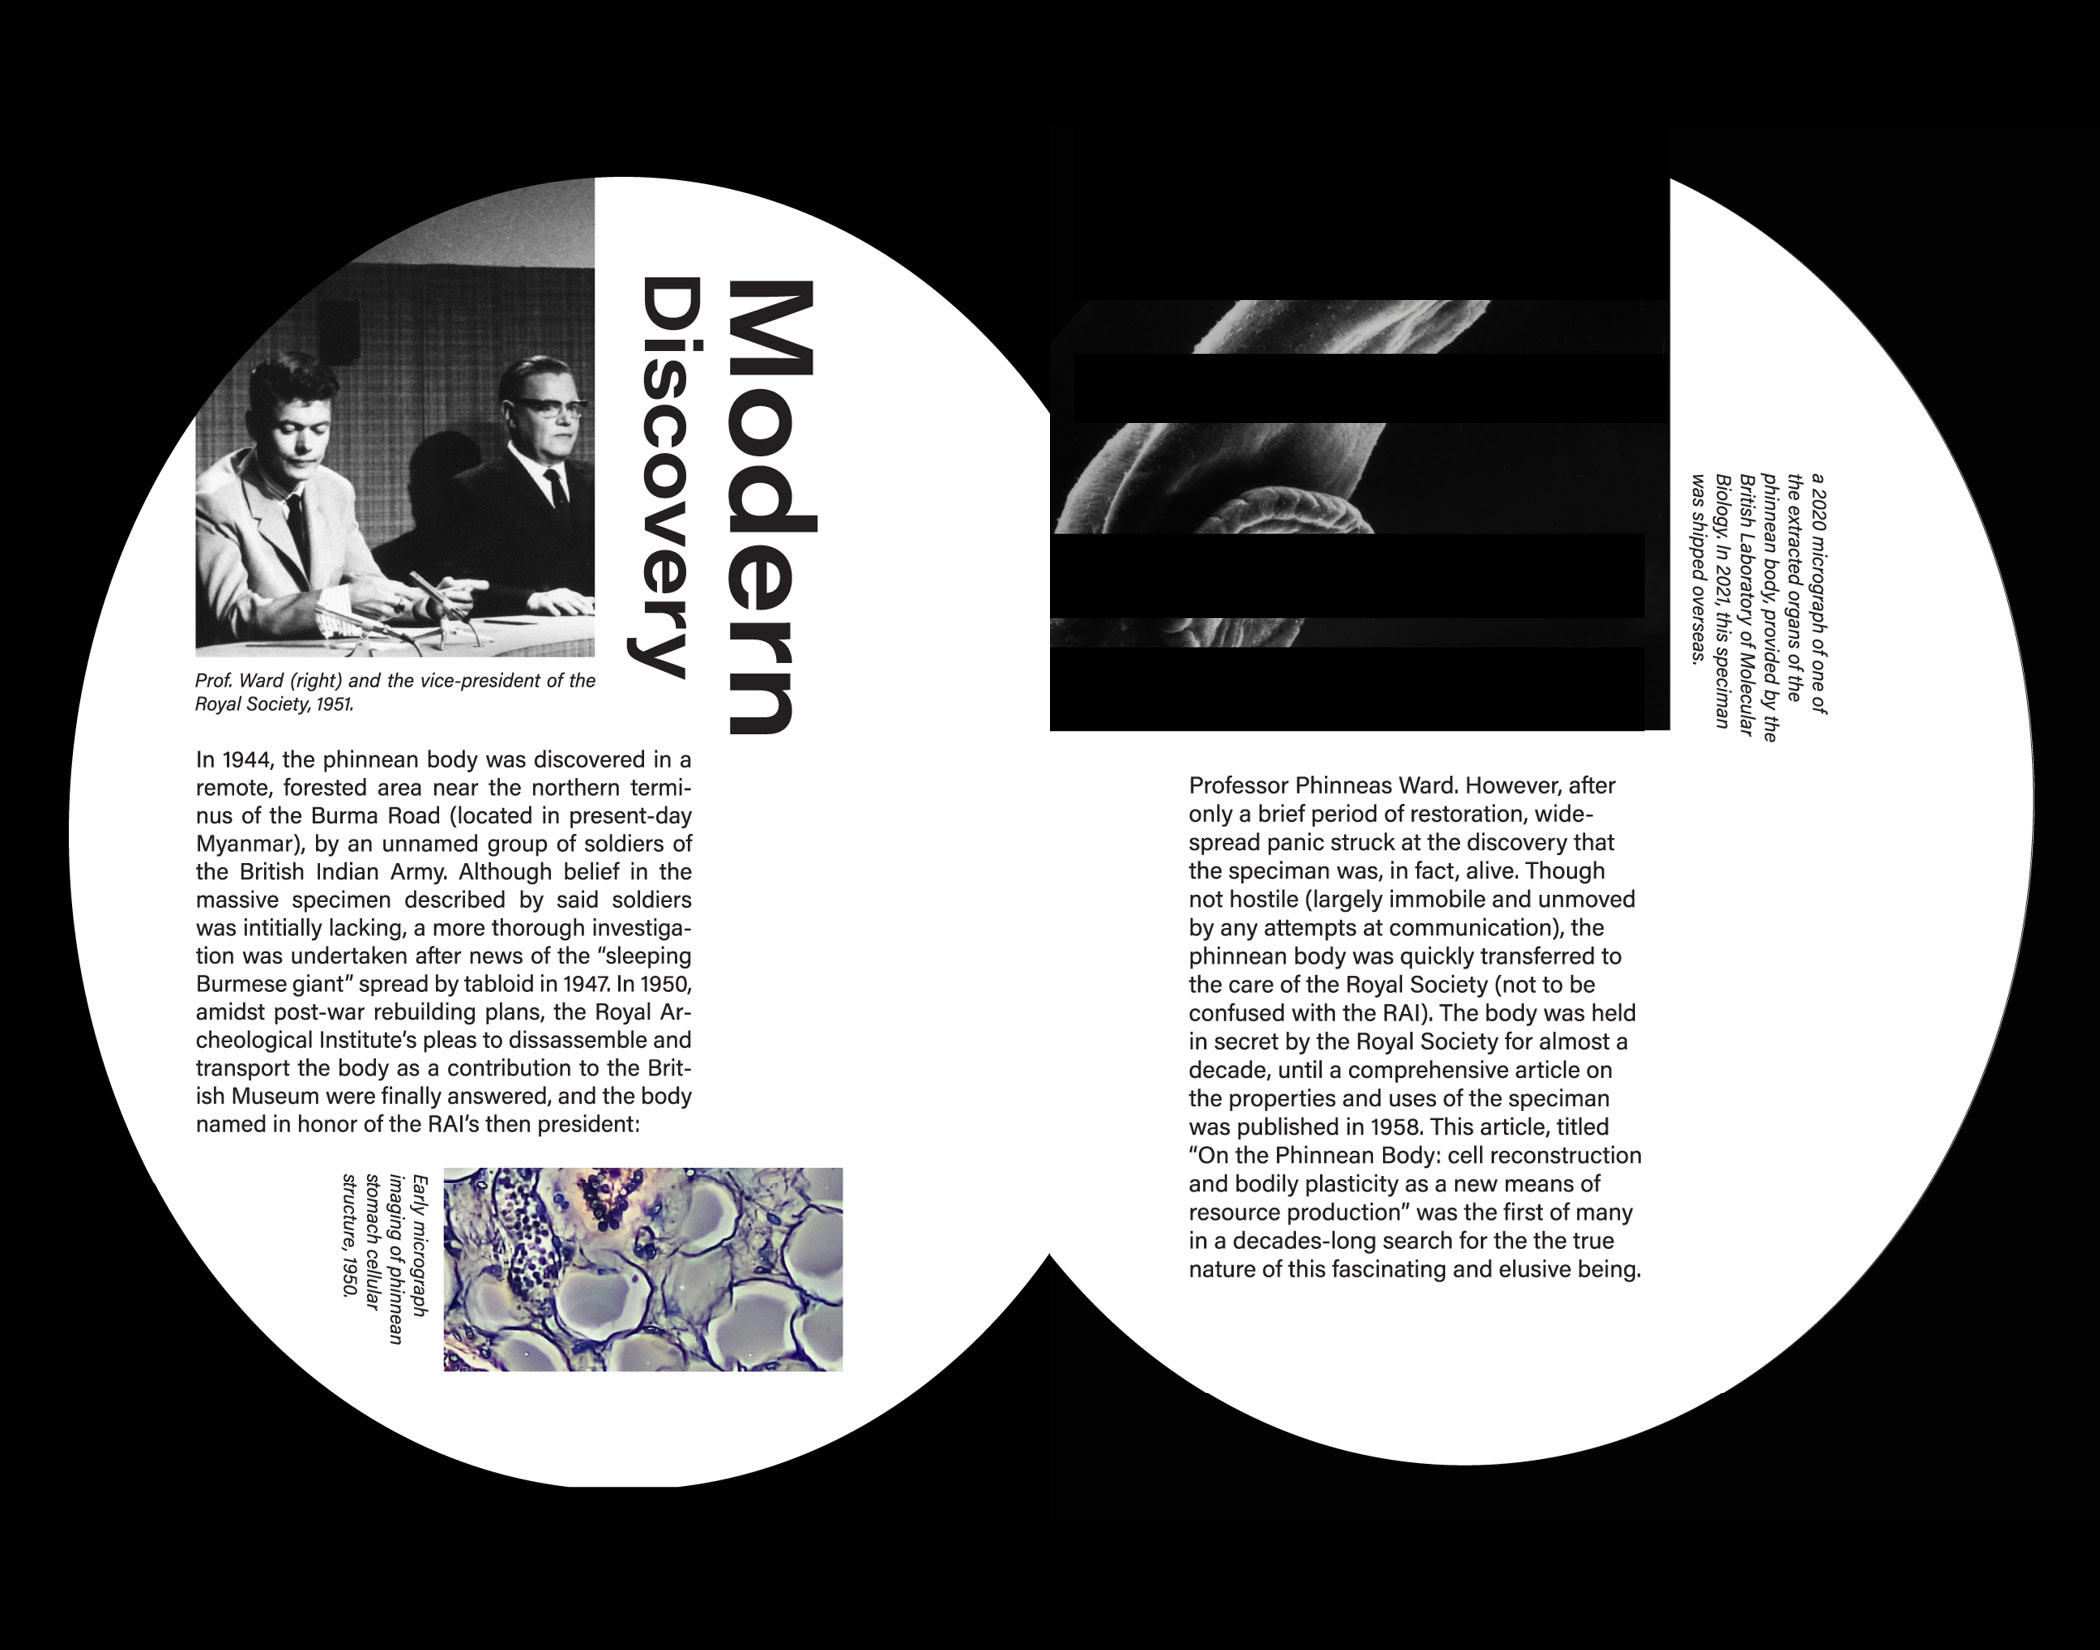 Modern
Discovery
Prof. Ward (right) and the vice-president of the
Royal Society, 1951.
In 1944, the phinnean body was discovered in a
remote, forested area near the northern termi-
nus of the Burma Road (located in present-day
Myanmar), by an unnamed group of soldiers of
the British Indian Army. Although belief in the
massive specimen described by said soldiers
was intitially lacking, a more thorough investiga-
tion was undertaken after news of the “sleeping
Burmese giant” spread by tabloid in 1947. In 1950,
amidst post-war rebuilding plans, the Royal Ar-
cheological Institute’s pleas to dissassemble and
transport the body as a contribution to the Brit-
ish Museum were finally answered, and the body
named in honor of the RAI’s then president:
Early micrograph
imaging of phinnean
stomach cellular
structure, 1950.
a 2020 micrograph of one of
the extracted organs of the
phinnean body, provided by the
British Laboratory of Molecular
Biology. In 2021, this specimen
was shipped overseas.
Professor Phinneas Ward. However, after
only a brief period of restoration, wide-
spread panic struck at the discovery that
the speciman was, in fact, alive. Though
not hostile (largely immobile and unmoved
by any attempts at communication), the
phinnean body was quickly transferred to
the care of the Royal Society (not to be
confused with the RAI). The body was held
in secret by the Royal Society for almost a
decade, until a comprehensive article on
the properties and uses of the speciman
was published in 1958. This article, titled
“On the Phinnean Body: cell reconstruction
and bodily plasticity as a new means of
resource production” was the first of many
in a decades-long search for the the true
nature of this fascinating and elusive being.